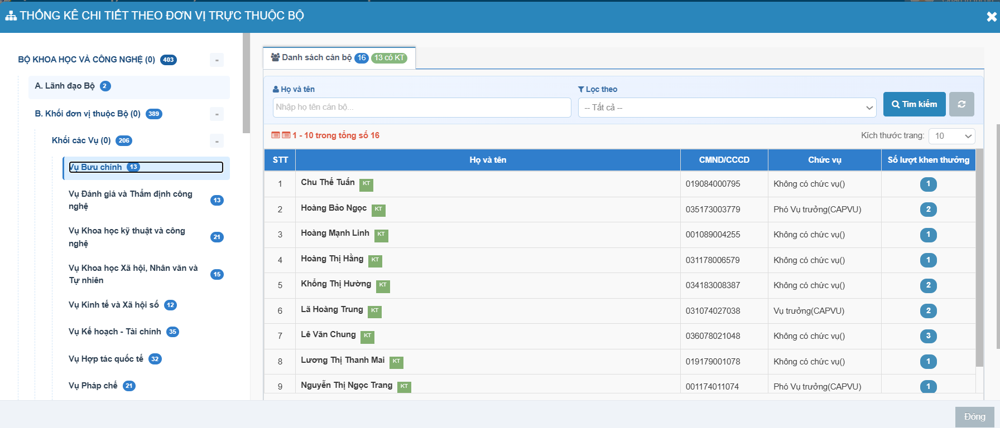 THỐNG KÊ CHI TIẾT THEO ĐƠN VỊ TRỰC THUỘC BỘ
BỘ KHOA HỌC VÀ CÔNG NGHỆ (0) 403
-
A. Lãnh đạo Bộ 2
B. Khối đơn vị thuộc Bộ (0) 389
-
Khối các Vụ (0) 206
-
Vụ Bưu chính 13
Vụ Đánh giá và Thẩm định công
nghệ
13
Vụ Khoa học kỹ thuật và công
nghệ
21
Vụ Khoa học Xã hội, Nhân văn và
Tự nhiên
15
Vụ Kinh tế và Xã hội số 12
Vụ Kế hoạch - Tài chính 35
Vụ Hợp tác quốc tế 32
Vụ Pháp chế 21
Danh sách cán bộ 16 13 có KT
Họ và tên
Nhập họ tên cán bộ...
Lọc theo
-- Tất cả --
Tìm kiếm
1 - 10 trong tổng số 16
Kích thước trang: 10
STT Họ và tên CMND/CCCD Chức vụ Số lượt khen thưởng
1 Chu Thế Tuấn KT 019084000795 Không có chức vụ() 1
2 Hoàng Bảo Ngọc KT 035173003779 Phó Vụ trưởng(CAPVU) 2
3 Hoàng Mạnh Linh KT 001089004255 Không có chức vụ() 1
4 Hoàng Thị Hằng KT 031178006579 Không có chức vụ() 1
5 Khổng Thị Hường KT 034183008387 Không có chức vụ() 2
6 Lã Hoàng Trung KT 031074027038 Vụ trưởng(CAPVU) 2
7 Lê Văn Chung KT 036078021048 Không có chức vụ() 3
8 Lương Thị Thanh Mai KT 019179001078 Không có chức vụ() 1
9 Nguyễn Thị Ngọc Trang KT 001174011074 Phó Vụ trưởng(CAPVU) 1
Đóng